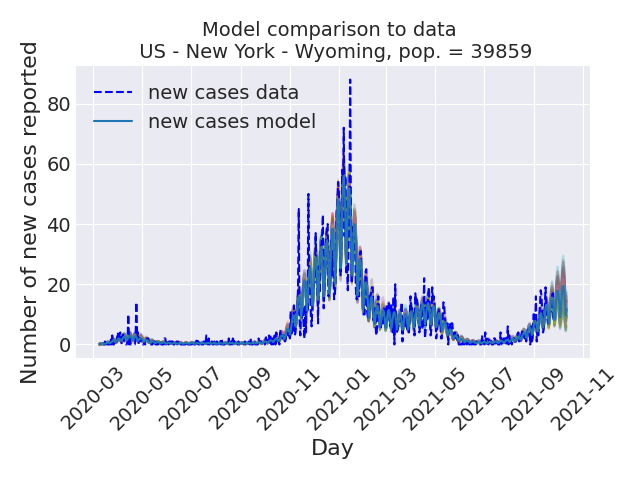 Model comparison to data
US - New York - Wyoming, pop. = 39859
Number of new cases reported
new cases data
new cases model
80
60
40
20
0
2020-03
2020-05
2020-07
2020-09
2020-11
2021-01
2021-03
2021-05
2021-07
2021-09
2021-11
Day